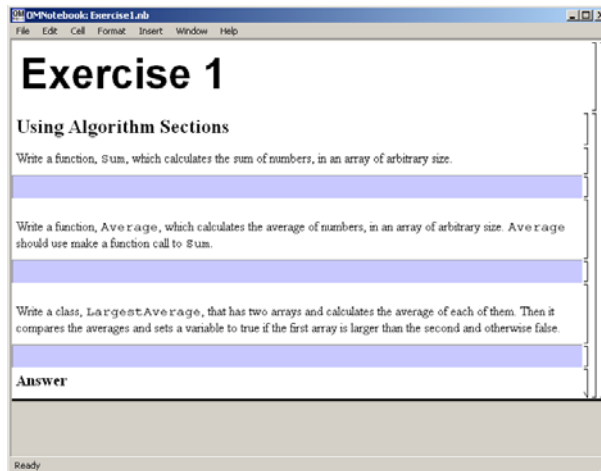 OMNotebook: Exercise1.nb
File Edit Cell Format Insert Window Help
Exercise 1
Using Algorithm Sections
Write a function, Sum, which calculates the sum of numbers, in an array of arbitrary size.
Write a function, Average, which calculates the average of numbers, in an array of arbitrary size. Average
should use make a function call to Sum.
Write a class, LargestAverage, that has two arrays and calculates the average of each of them. Then it
compares the averages and sets a variable to true if the first array is larger than the second and otherwise false.
Answer
Ready